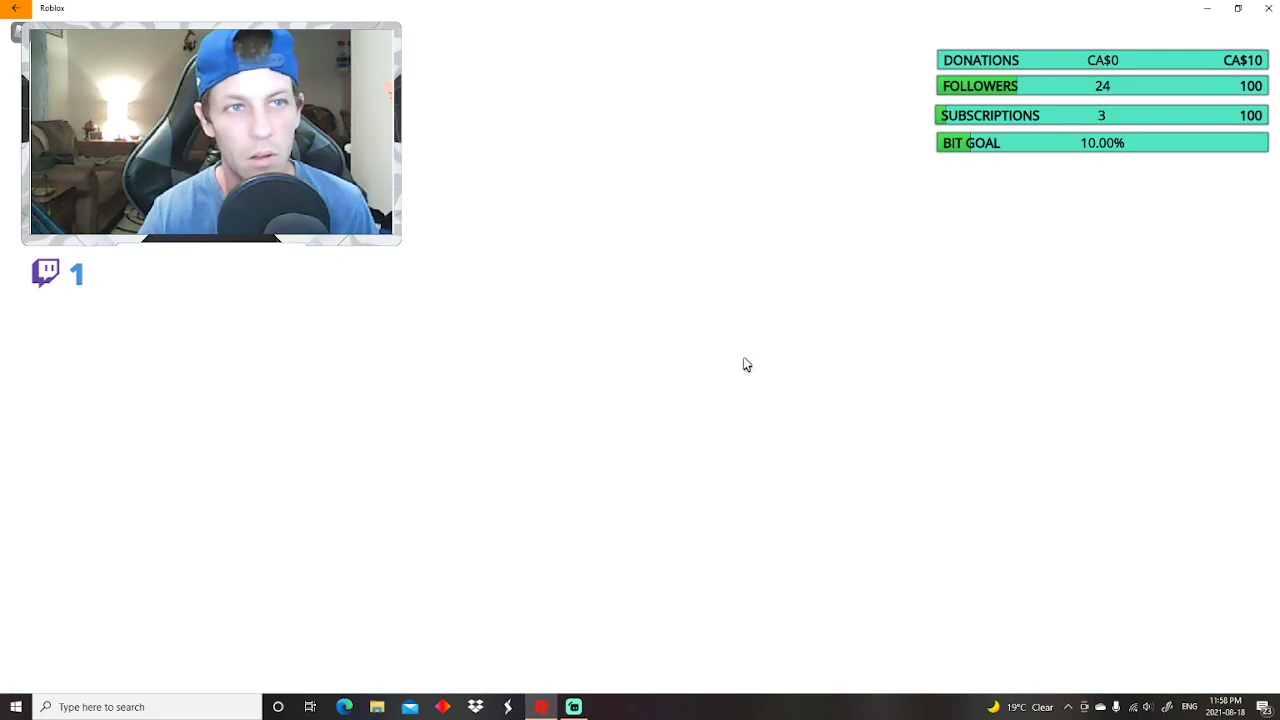 Roblox
DONATIONS CA$0 CA$10
FOLLOWERS 24 100
SUBSCRIPTIONS 3 100
BIT GOAL 10.00%
1
Type here to search
19°C Clear
ENG
11:58 PM
2021-08-18
23